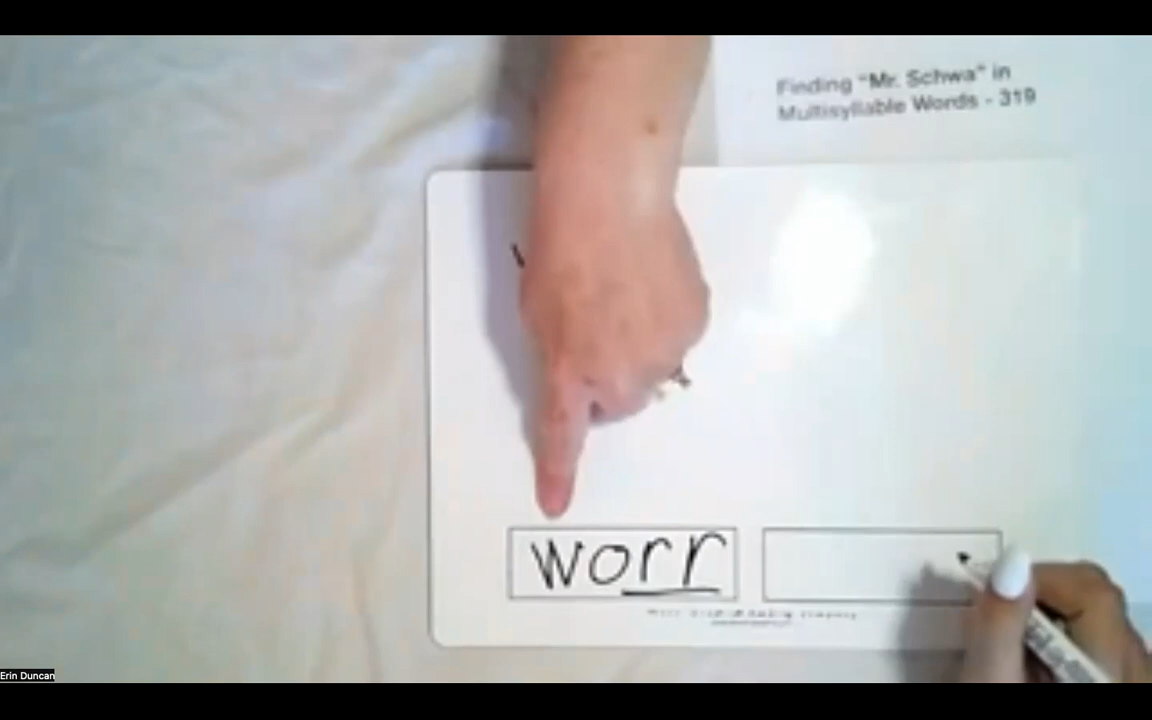 Finding "Mr. Schwa" in
Multisyllable Words - 319
worr
Erin Duncan